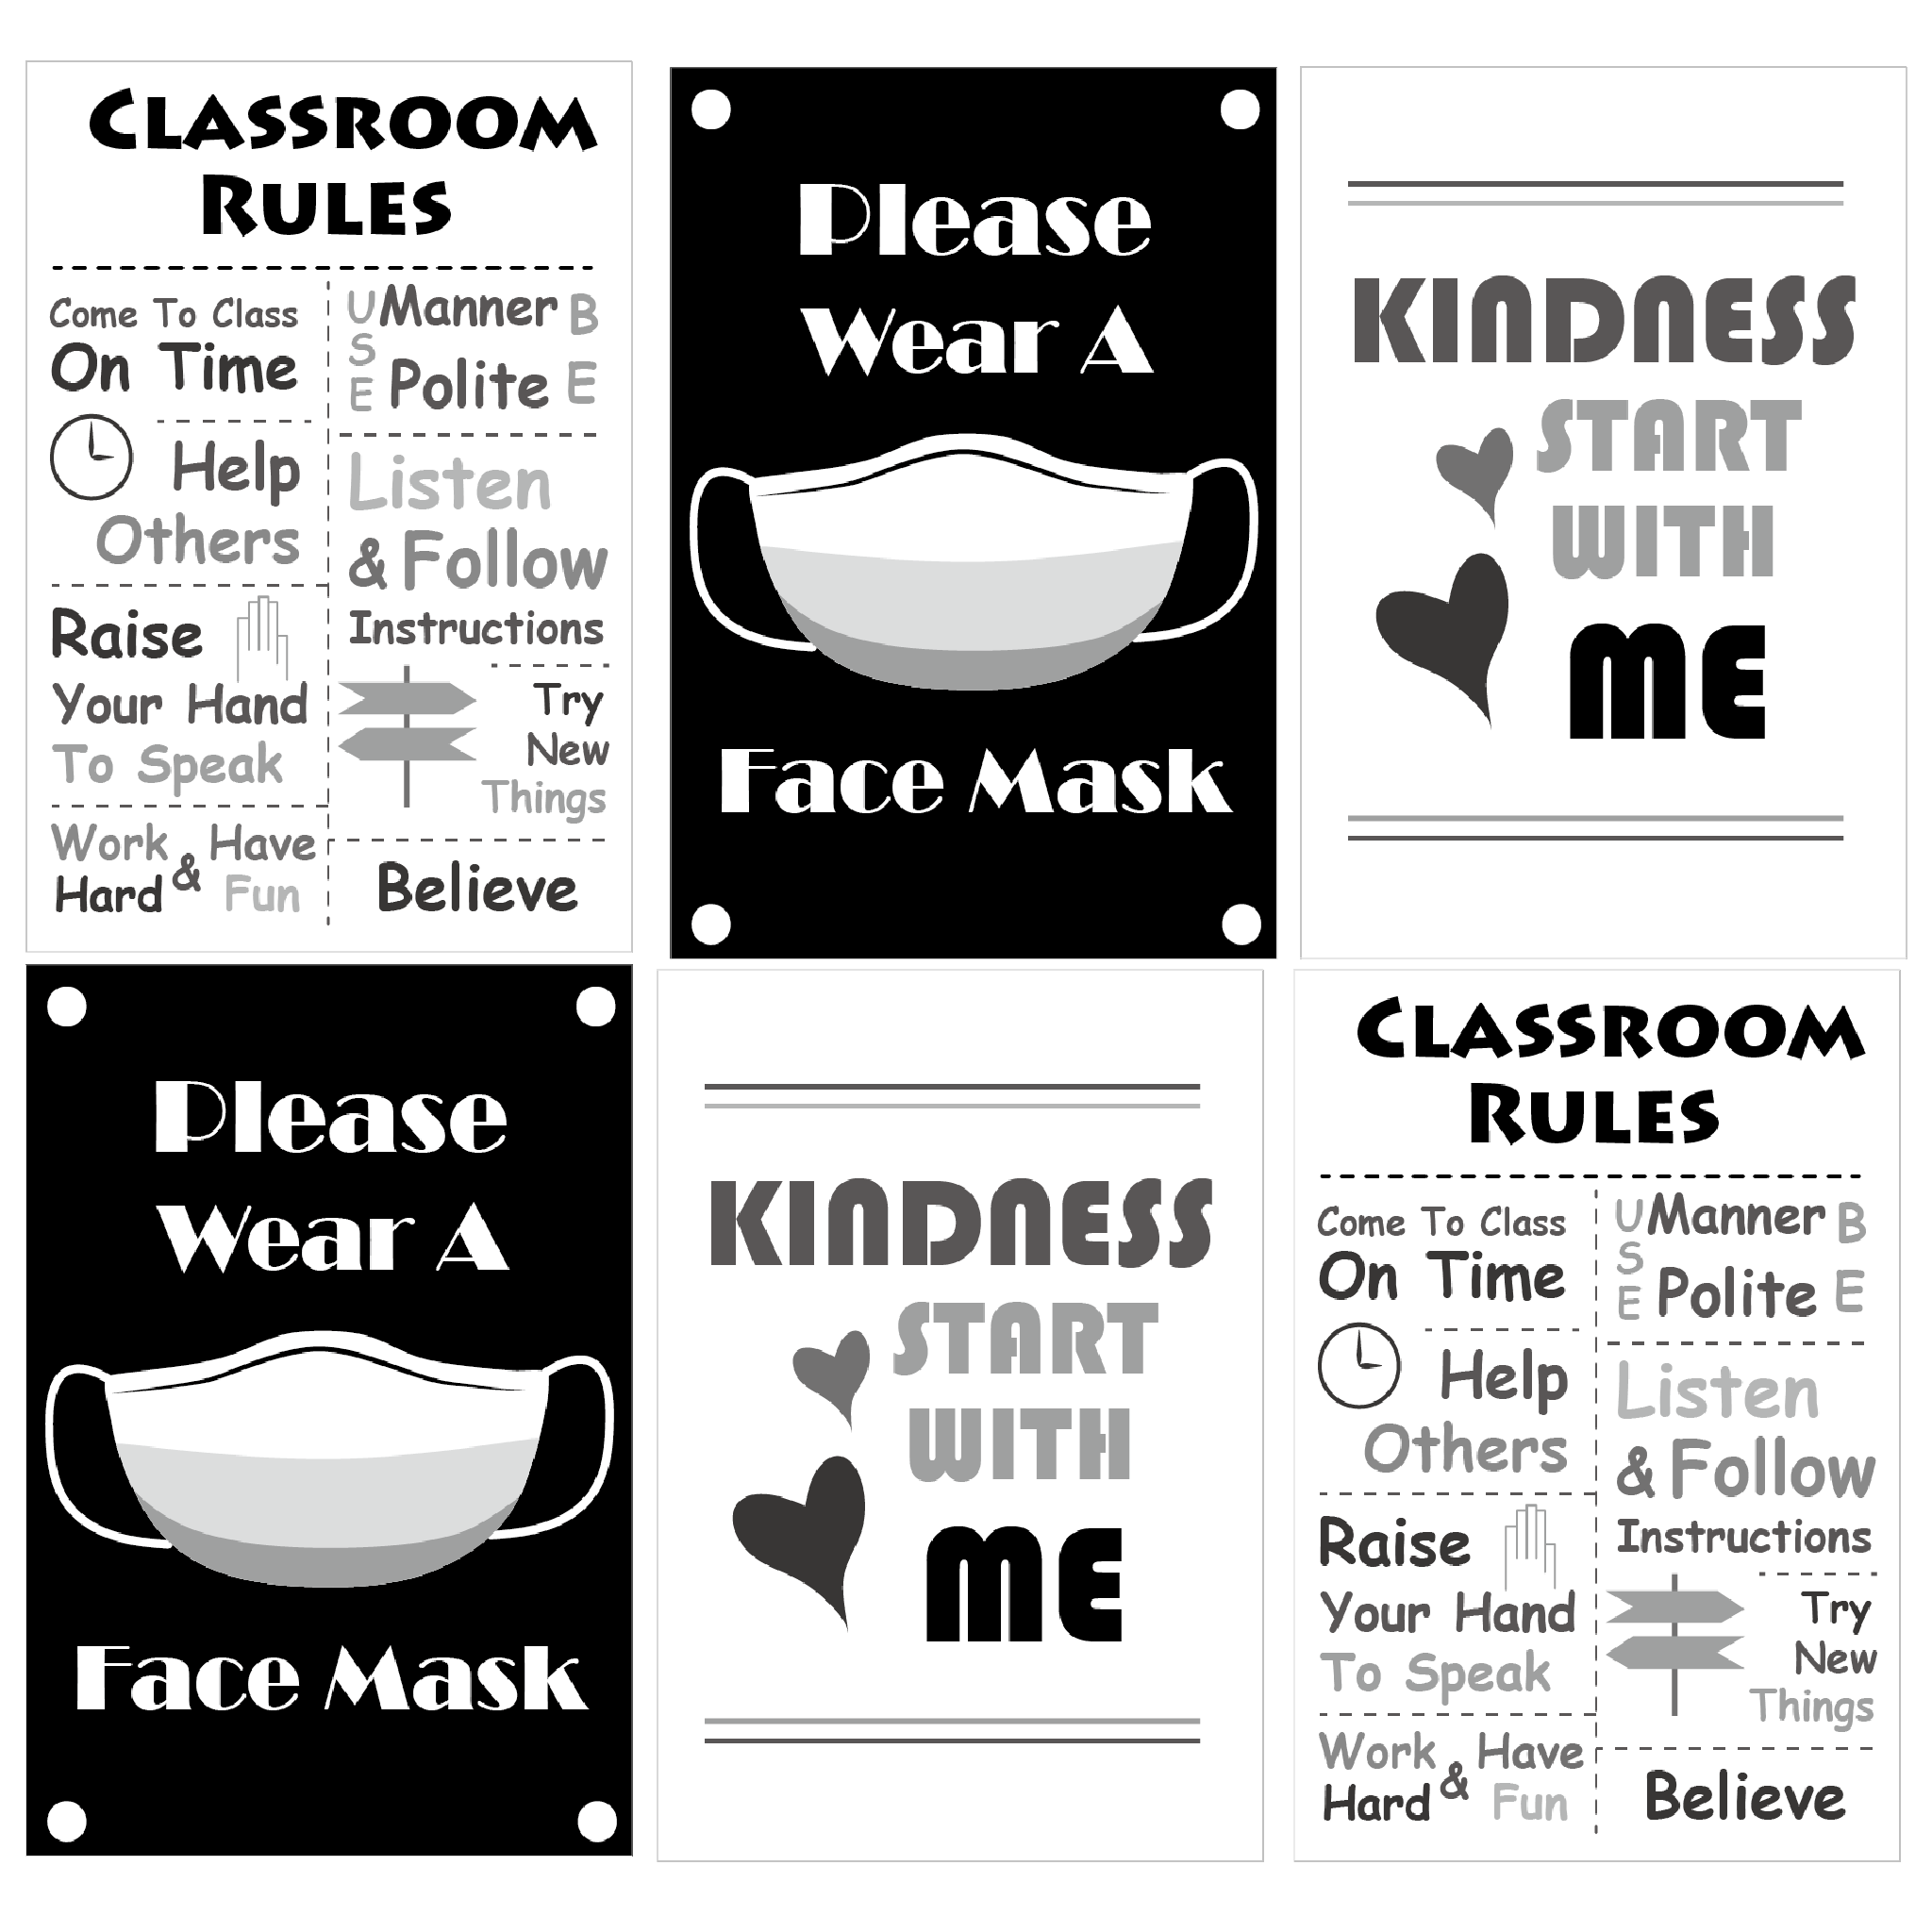 CLASSROOM
RULES
Come To Class
On Time
Help
Others
Raise
Your Hand
To Speak
Work & Have
Hard Fun
USE Manner BE
Polite
Listen
& Follow
Instructions
Try
New
Things
Believe
Please
Wear A
Face Mask
KINDNESS
START
WITH
ME
Please
Wear A
Face Mask
KINDNESS
START
WITH
ME
CLASSROOM
RULES
Come To Class
On Time
Help
Others
Raise
Your Hand
To Speak
Work & Have
Hard Fun
USE Manner BE
Polite
Listen
& Follow
Instructions
Try
New
Things
Believe